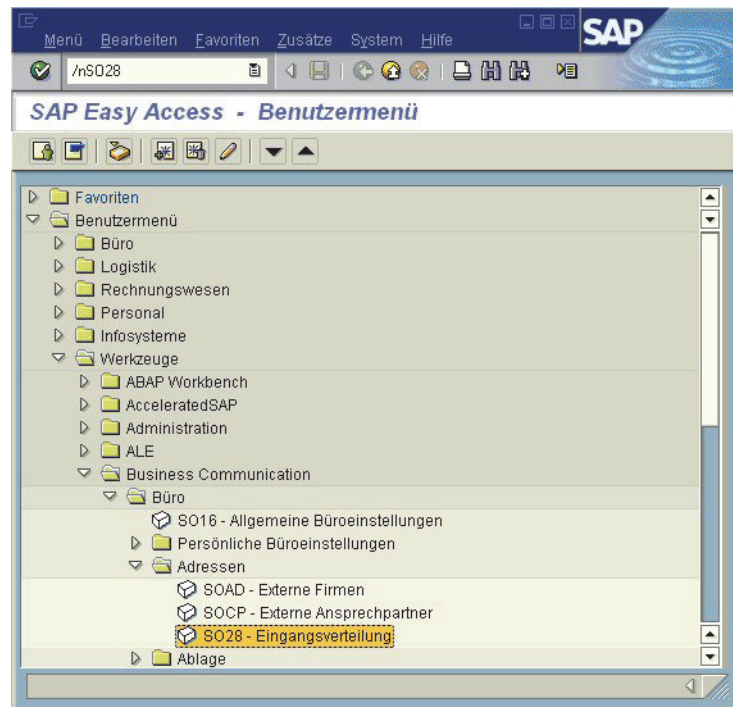 Menü Bearbeiten Favoriten Zusätze System Hilfe
SAP
/nSO28
SAP Easy Access - Benutzermenü
Favoriten
Benutzermenü
Büro
Logistik
Rechnungswesen
Personal
Infosysteme
Werkzeuge
ABAP Workbench
AcceleratedSAP
Administration
ALE
Business Communication
Büro
SO16 - Allgemeine Büroeinstellungen
Persönliche Büroeinstellungen
Adressen
SOAD - Externe Firmen
SOCP - Externe Ansprechpartner
SO28 - Eingangsverteilung
Ablage